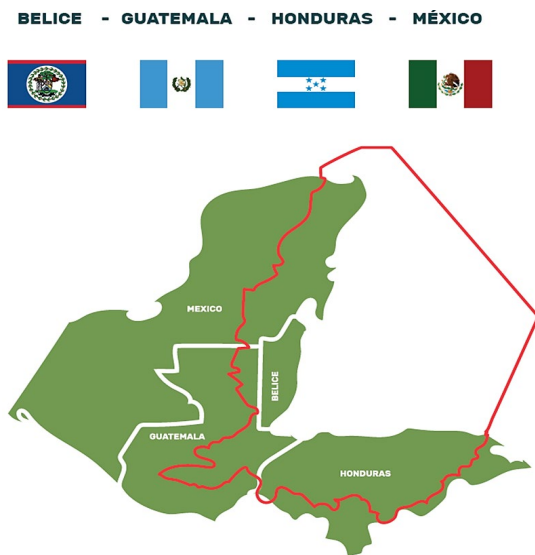 BELICE - GUATEMALA - HONDURAS - MÉXICO
MEXICO
BELICE
GUATEMALA
HONDURAS